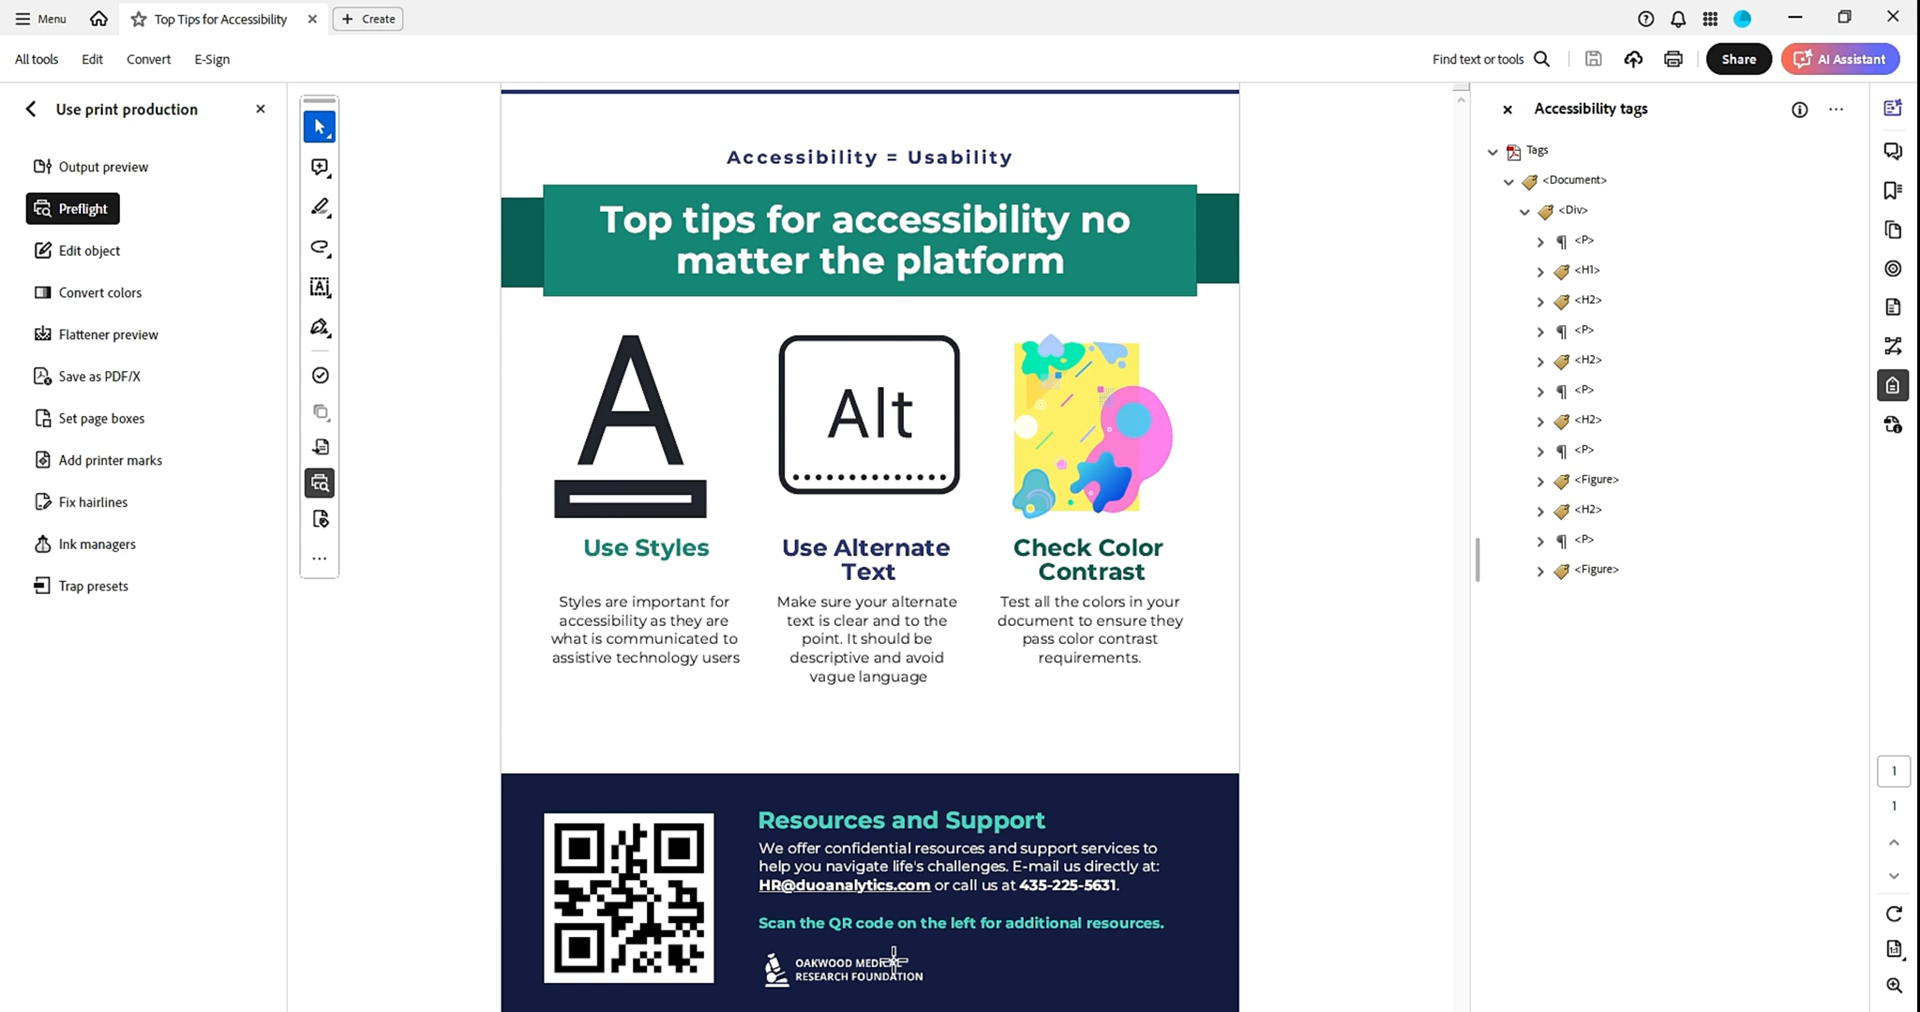 Menu
Top Tips for Accessibility
Create
All tools
Edit
Convert
E-Sign
Find text or tools
Share
AI Assistant
Use print production
Output preview
Preflight
Edit object
Convert colors
Flattener preview
Save as PDF/X
Set page boxes
Add printer marks
Fix hairlines
Ink managers
Trap presets
Accessibility = Usability
Top tips for accessibility no
matter the platform
A
Alt
Use Styles
Styles are important for
accessibility as they are
what is communicated to
assistive technology users
Use Alternate
Text
Make sure your alternate
text is clear and to the
point. It should be
descriptive and avoid
vague language
Check Color
Contrast
Test all the colors in your
document to ensure they
pass color contrast
requirements.
Resources and Support
We offer confidential resources and support services to
help you navigate life's challenges. E-mail us directly at:
HR@duoanalytics.com or call us at 435-225-5631.
Scan the QR code on the left for additional resources.
OAKWOOD MEDICAL
RESEARCH FOUNDATION
Accessibility tags
Tags
<Document>
<Div>
<P>
<H1>
<H2>
<P>
<H2>
<P>
<H2>
<P>
<Figure>
<H2>
<P>
<Figure>
1
1